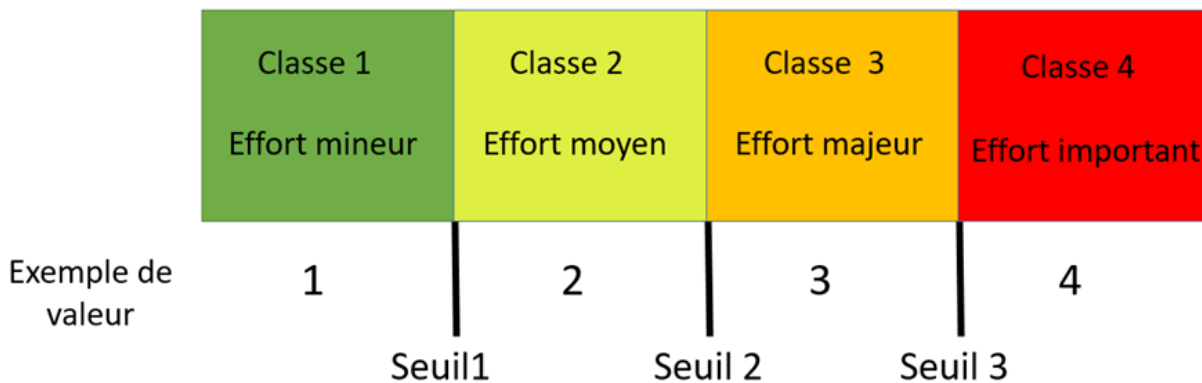 Classe 1
Classe 2
Classe 3
Classe 4
Effort mineur
Effort moyen
Effort majeur
Effort important
Exemple de
valeur
1
2
3
4
Seuil1
Seuil 2
Seuil 3